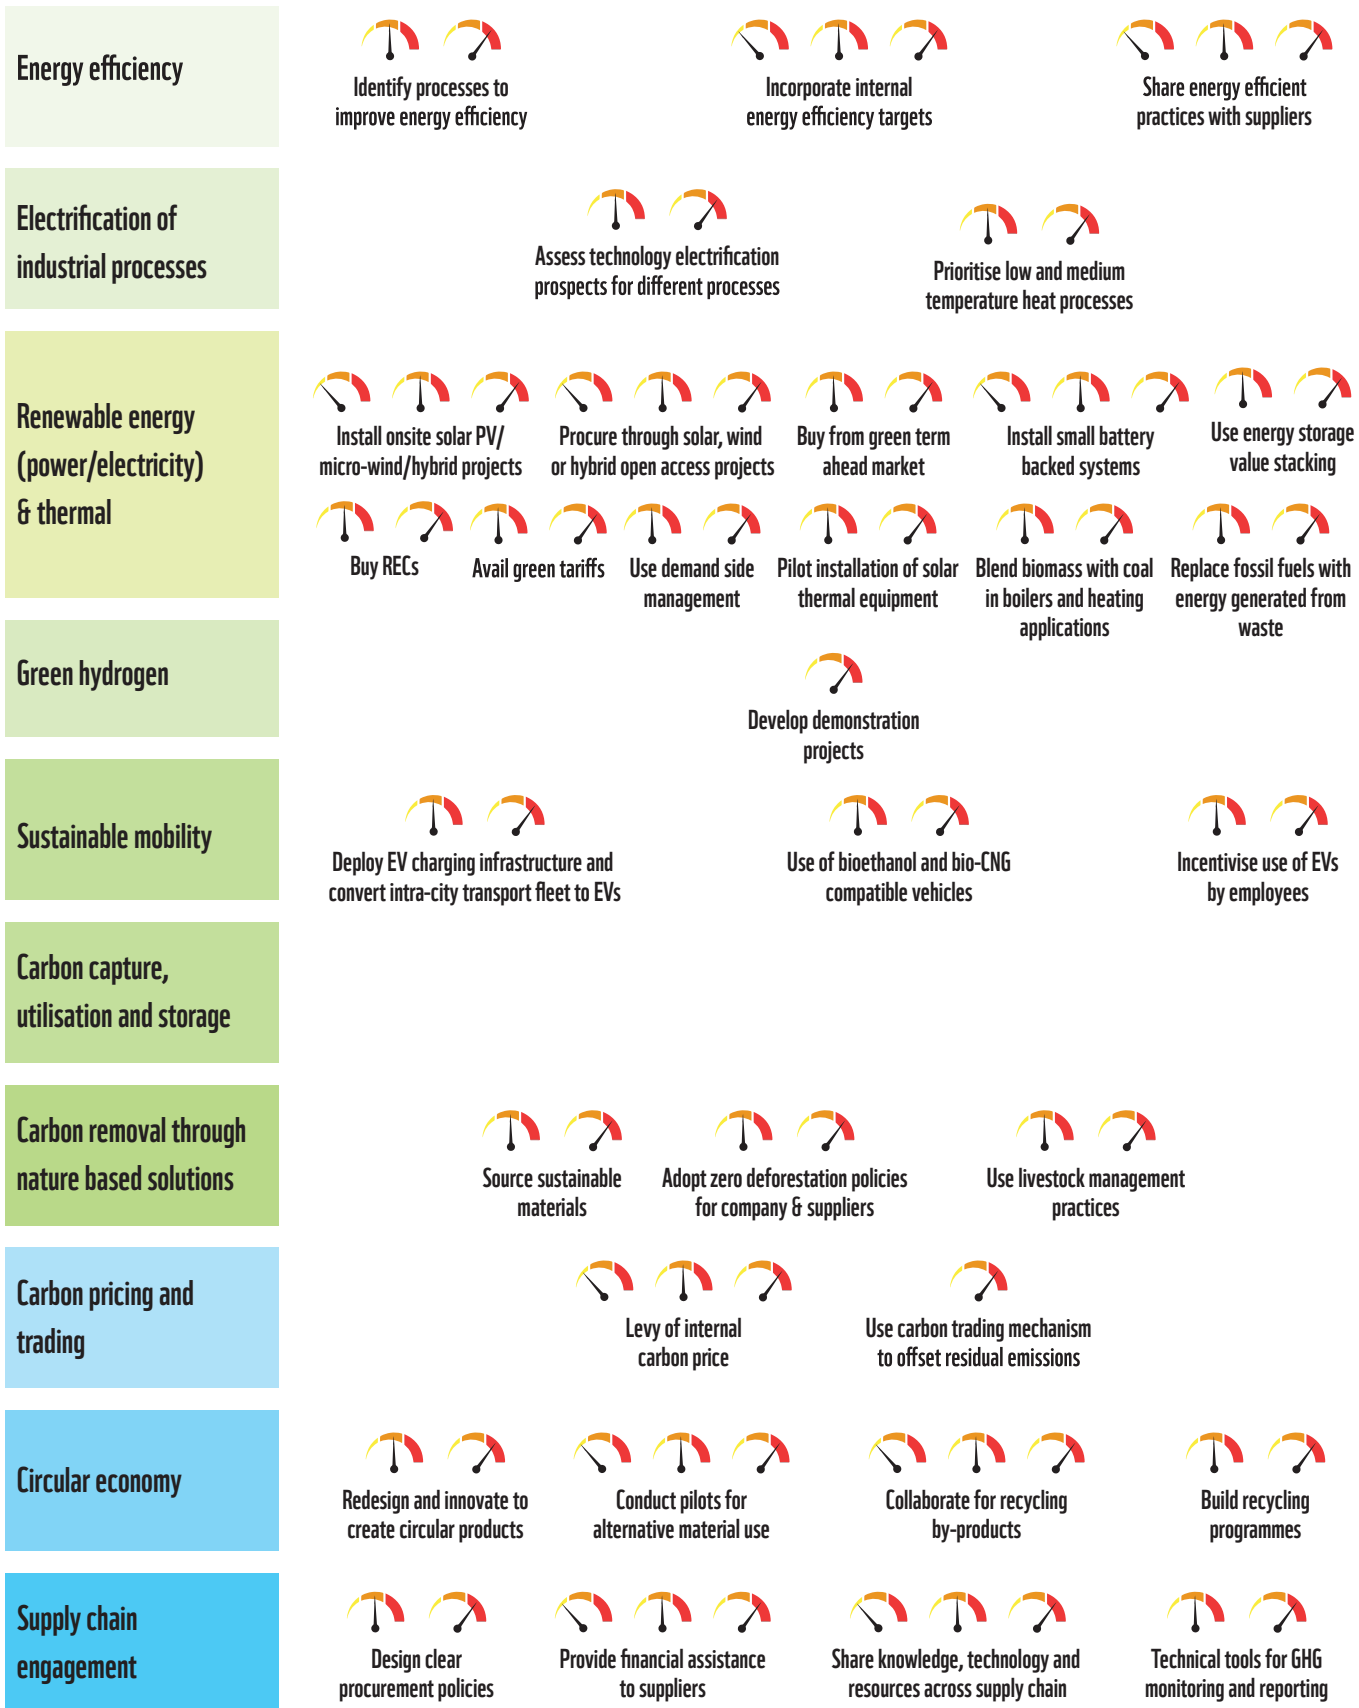 Energy efficiency
Identify processes to
improve energy efficiency
Incorporate internal
energy efficiency targets
Share energy efficient
practices with suppliers
Electrification of
industrial processes
Assess technology electrification
prospects for different processes
Prioritise low and medium
temperature heat processes
Renewable energy
(power/electricity)
& thermal
Install onsite solar PV/
micro-wind/hybrid projects
Procure through solar, wind
or hybrid open access projects
Buy from green term
ahead market
Install small battery
backed systems
Use energy storage
value stacking
Buy RECs
Avail green tariffs
Use demand side
management
Pilot installation of solar
thermal equipment
Blend biomass with coal
in boilers and heating
applications
Replace fossil fuels with
energy generated from
waste
Green hydrogen
Develop demonstration
projects
Sustainable mobility
Deploy EV charging infrastructure and
convert intra-city transport fleet to EVs
Use of bioethanol and bio-CNG
compatible vehicles
Incentivise use of EVs
by employees
Carbon capture,
utilisation and storage
Carbon removal through
nature based solutions
Source sustainable
materials
Adopt zero deforestation policies
for company & suppliers
Use livestock management
practices
Carbon pricing and
trading
Levy of internal
carbon price
Use carbon trading mechanism
to offset residual emissions
Circular economy
Redesign and innovate to
create circular products
Conduct pilots for
alternative material use
Collaborate for recycling
by-products
Build recycling
programmes
Supply chain
engagement
Design clear
procurement policies
Provide financial assistance
to suppliers
Share knowledge, technology and
resources across supply chain
Technical tools for GHG
monitoring and reporting